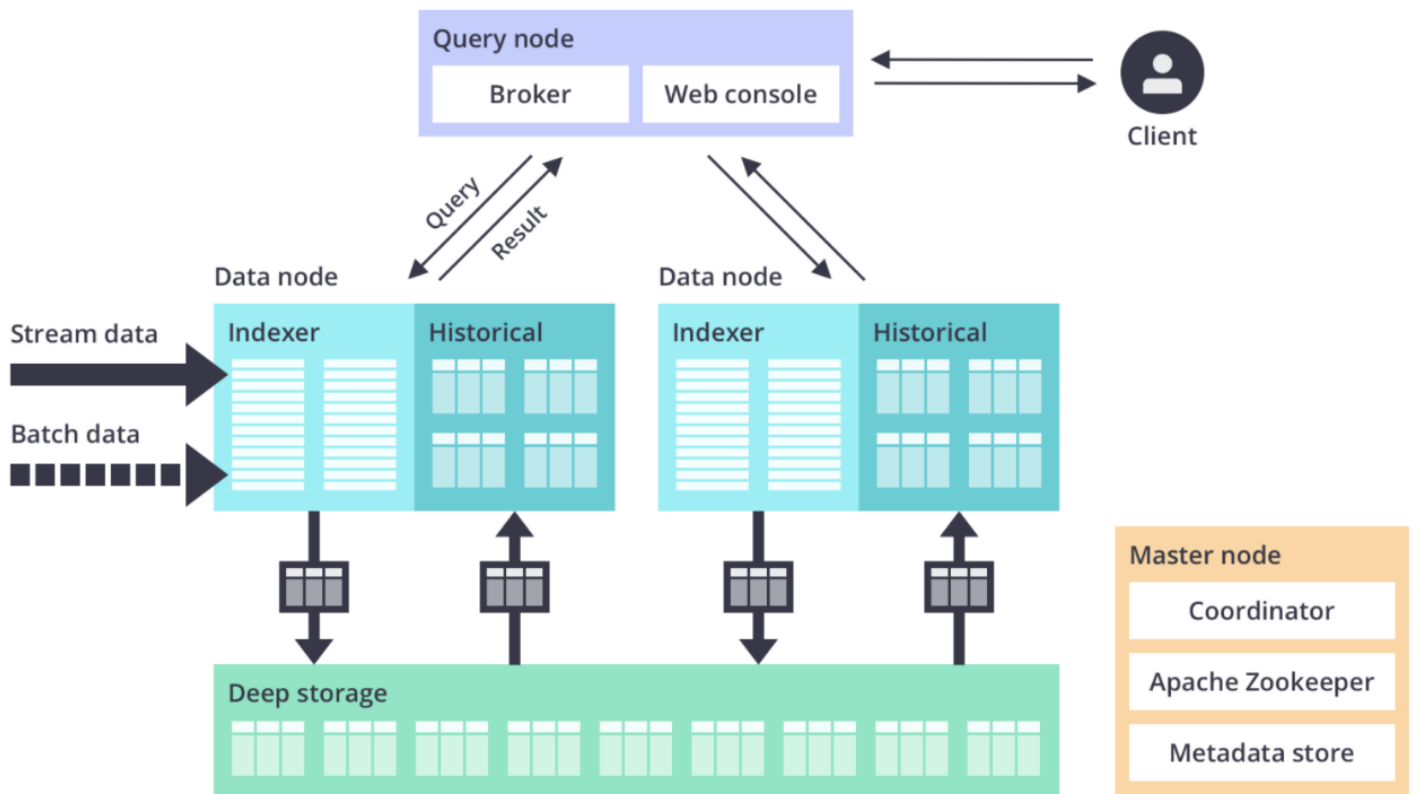 Query node
Broker
Web console
Client
Query
Result
Data node
Data node
Stream data
Indexer
Historical
Indexer
Historical
Batch data
Master node
Coordinator
Apache Zookeeper
Metadata store
Deep storage